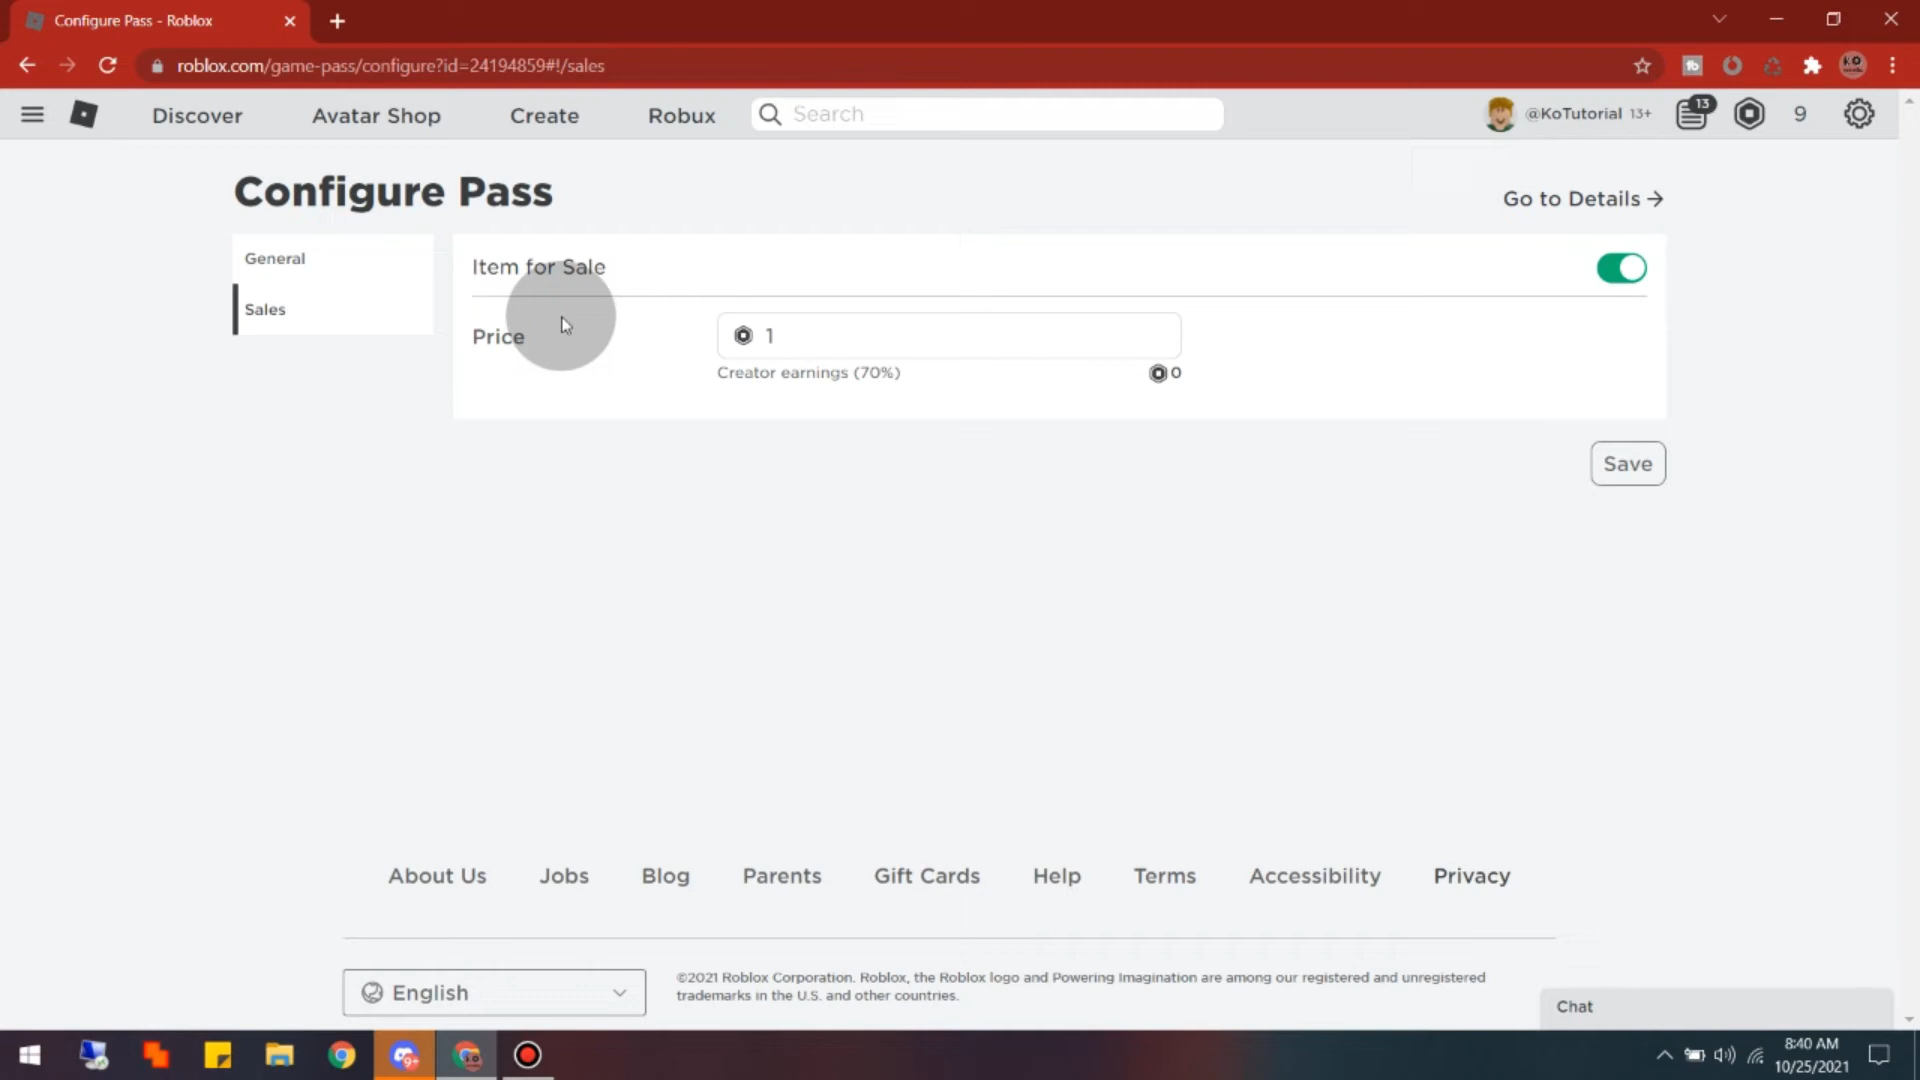 Configure Pass - Roblox
roblox.com/game-pass/configure?id=24194859#!/sales
Discover
Avatar Shop
Create
Robux
Search
@KoTutorial 13+
13
9
Configure Pass
Go to Details
General
Sales
Item for Sale
Price
1
Creator earnings (70%)
0
Save
About Us
Jobs
Blog
Parents
Gift Cards
Help
Terms
Accessibility
Privacy
English
©2021 Roblox Corporation. Roblox, the Roblox logo and Powering Imagination are among our registered and unregistered
trademarks in the U.S. and other countries.
Chat
8:40 AM
10/25/2021